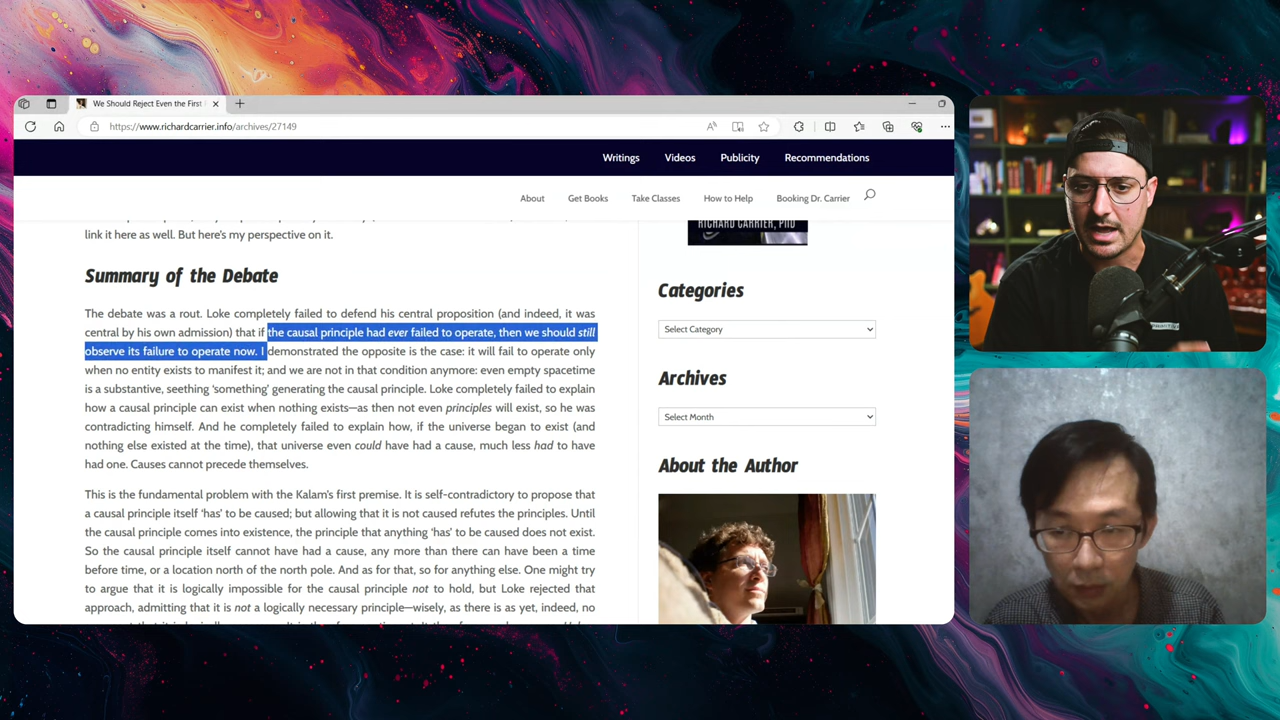 We Should Reject Even the First
https://www.richardcarrier.info/archives/27149
Writings Videos Publicity Recommendations
About Get Books Take Classes How to Help Booking Dr. Carrier
link it here as well. But here's my perspective on it.
Summary of the Debate
The debate was a rout. Loke completely failed to defend his central proposition (and indeed, it was
central by his own admission) that if the causal principle had ever failed to operate, then we should still
observe its failure to operate now. I demonstrated the opposite is the case: it will fail to operate only
when no entity exists to manifest it; and we are not in that condition anymore: even empty spacetime
is a substantive, seething 'something' generating the causal principle. Loke completely failed to explain
how a causal principle can exist when nothing exists—as then not even principles will exist, so he was
contradicting himself. And he completely failed to explain how, if the universe began to exist (and
nothing else existed at the time), that universe even could have had a cause, much less had to have
had one. Causes cannot precede themselves.
This is the fundamental problem with the Kalam's first premise. It is self-contradictory to propose that
a causal principle itself 'has' to be caused; but allowing that it is not caused refutes the principles. Until
the causal principle comes into existence, the principle that anything 'has' to be caused does not exist.
So the causal principle itself cannot have had a cause, any more than there can have been a time
before time, or a location north of the north pole. And as for that, so for anything else. One might try
to argue that it is logically impossible for the causal principle not to hold, but Loke rejected that
approach, admitting that it is not a logically necessary principle—wisely, as there is as yet, indeed, no
RICHARD CARRIER, PHD
Categories
Select Category
Archives
Select Month
About the Author